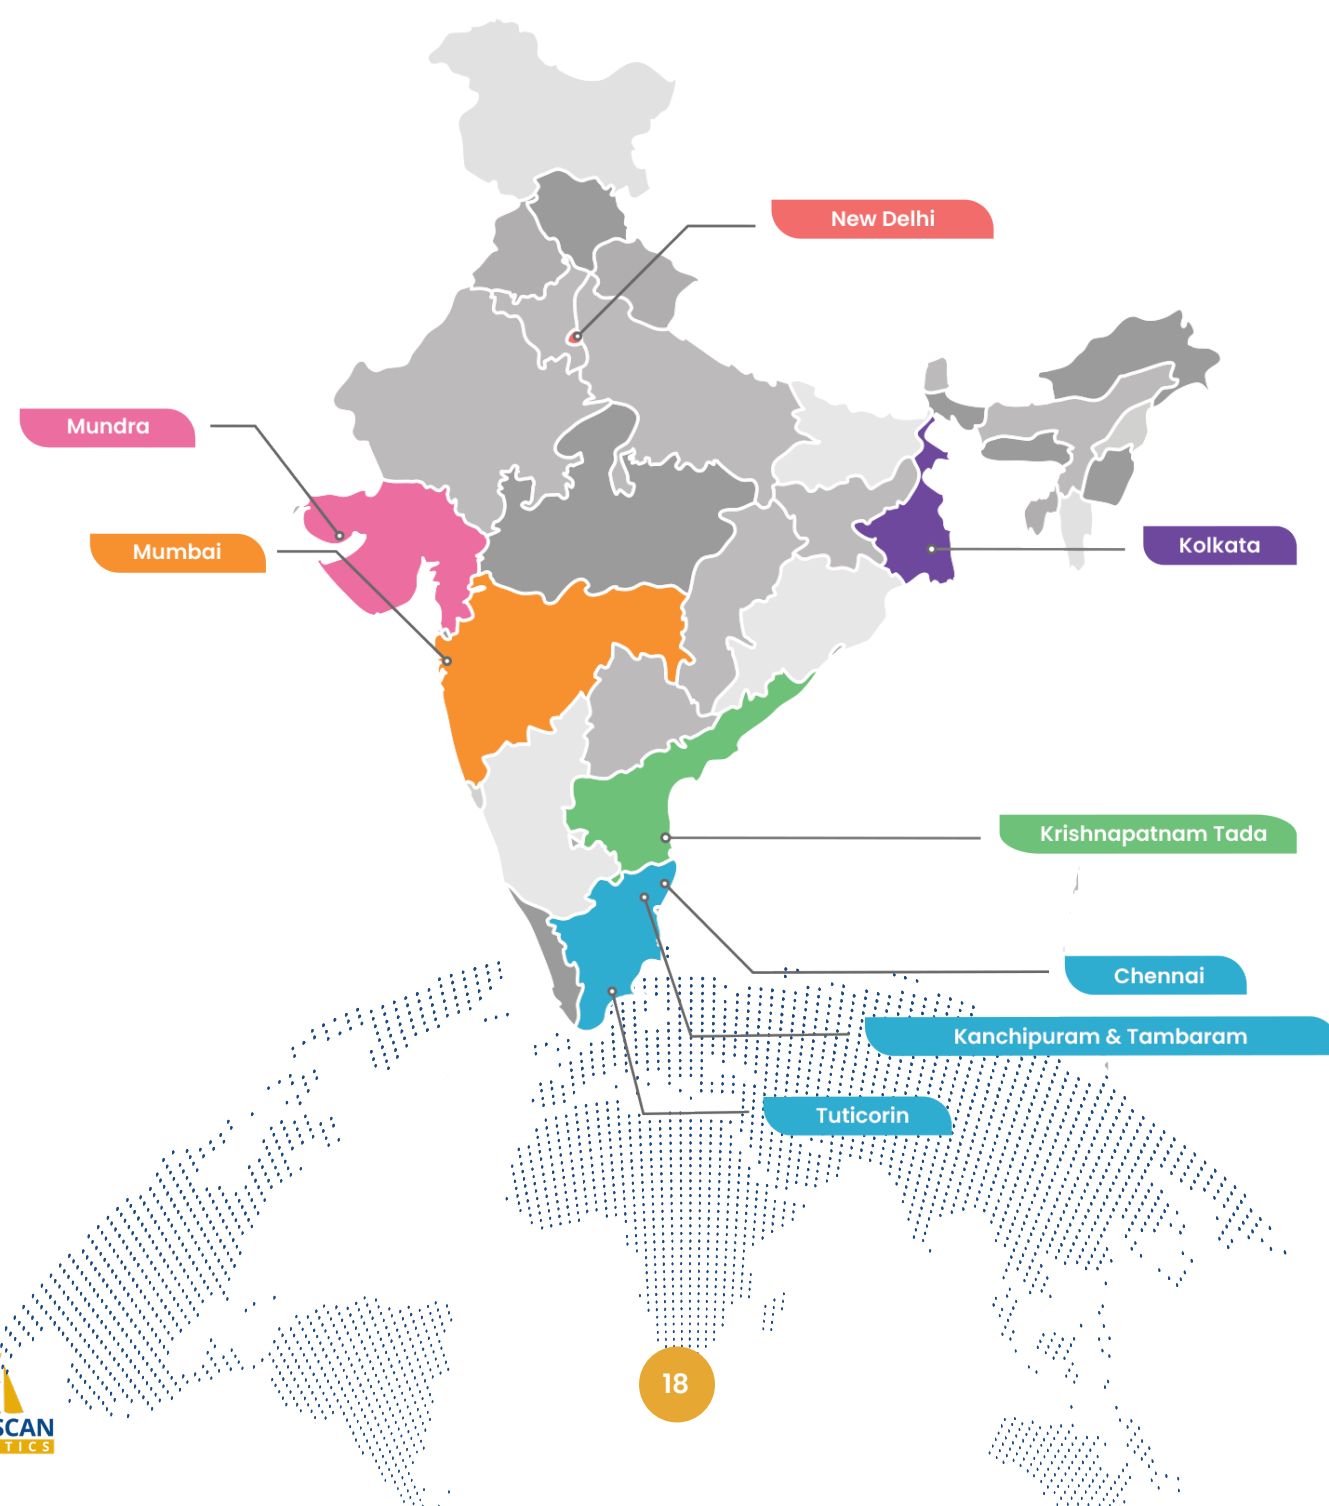 New Delhi
Mundra
Mumbai
Kolkata
Krishnapatnam Tada
Chennai
Kanchipuram & Tambaram
Tuticorin
18
SCAN
TICS